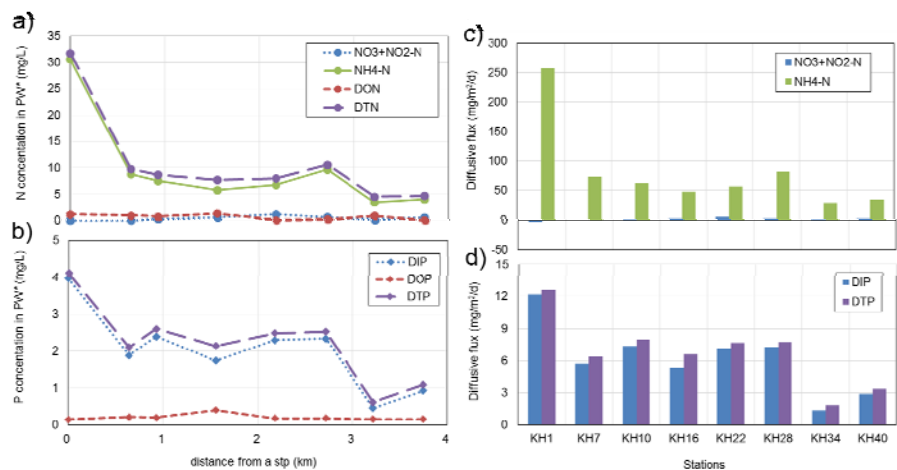 a)
N concentration in PW" (mg/L)
35
30
25
20
15
10
5
0
NO3+NO2-N
NH4-N
DON
DTN
b)
P concentration in PW" (mg/L)
5
4
3
2
1
0
DIP
DOP
DTP
0 1 2 3 4
distance from a stp (km)
c)
Diffusive flux (mg/m²/d)
300
250
200
150
100
50
0
-50
NO3+NO2-N
NH4-N
d)
Diffusive flux (mg/m²/d)
15
12
9
6
3
0
DIP
DTP
KH1 KH7 KH10 KH16 KH22 KH28 KH34 KH40
Stations